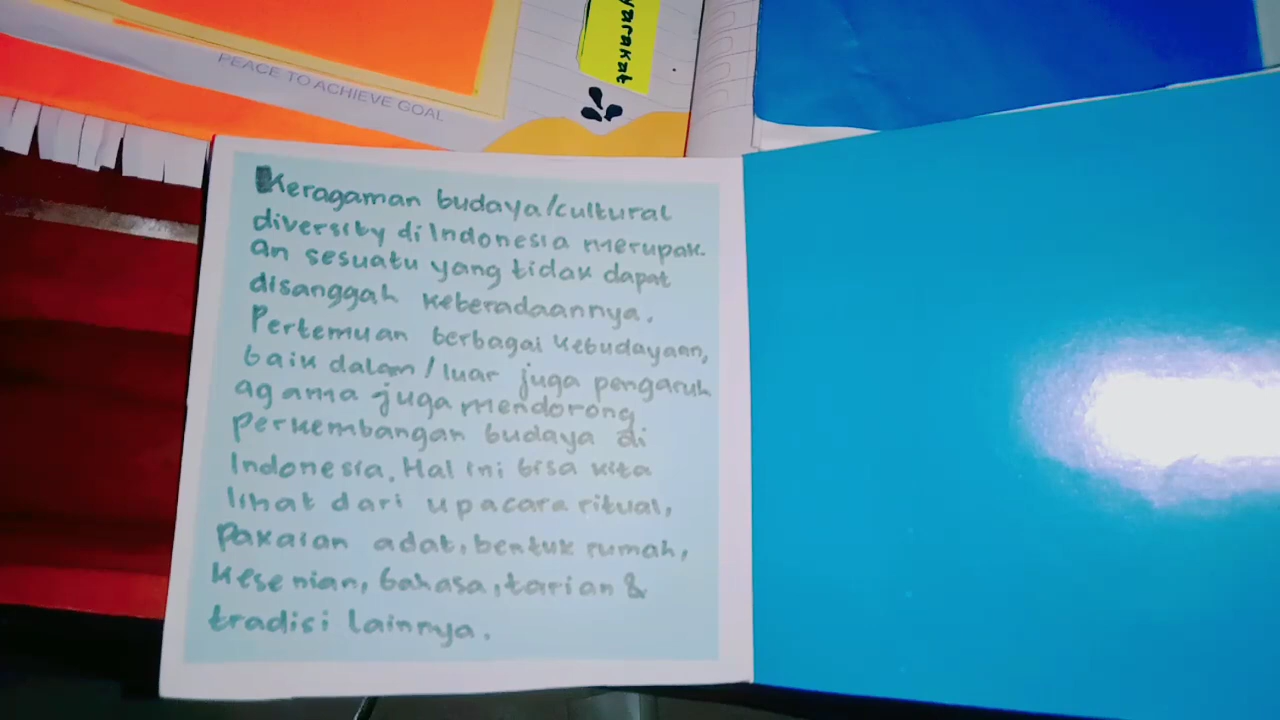 yarakat
PEACE TO ACHIEVE GOAL
Keragaman budaya/cultural
diversity di Indonesia merupak-
an sesuatu yang tidak dapat
disanggah keberadaannya.
Pertemuan berbagai kebudayaan,
baik dalam/luar juga pengaruh
agama juga mendorong
perkembangan budaya di
Indonesia. Hal ini bisa kita
lihat dari upacara ritual,
pakaian adat, bentuk rumah,
kesenian, bahasa, tarian &
tradisi lainnya.